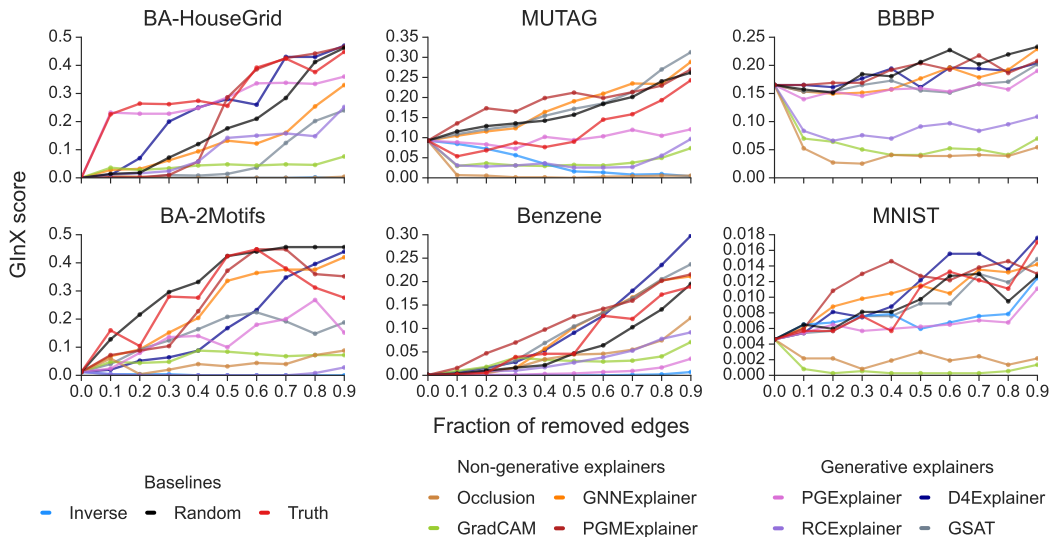 BA-HouseGrid
MUTAG
BBBP
0.5
0.4
0.3
0.2
0.1
0.0
0.35
0.30
0.25
0.20
0.15
0.10
0.05
0.00
0.25
0.20
0.15
0.10
0.05
0.00
GInX score
BA-2Motifs
Benzene
MNIST
0.5
0.4
0.3
0.2
0.1
0.0
0.30
0.25
0.20
0.15
0.10
0.05
0.00
0.018
0.016
0.014
0.012
0.010
0.008
0.006
0.004
0.002
0.000
0.0 0.1 0.2 0.3 0.4 0.5 0.6 0.7 0.8 0.9
0.0 0.1 0.2 0.3 0.4 0.5 0.6 0.7 0.8 0.9
0.0 0.1 0.2 0.3 0.4 0.5 0.6 0.7 0.8 0.9
Fraction of removed edges
Baselines
Inverse Random Truth
Non-generative explainers
Occlusion GNNExplainer
GradCAM PGMExplainer
Generative explainers
PGExplainer D4Explainer
RCExplainer GSAT